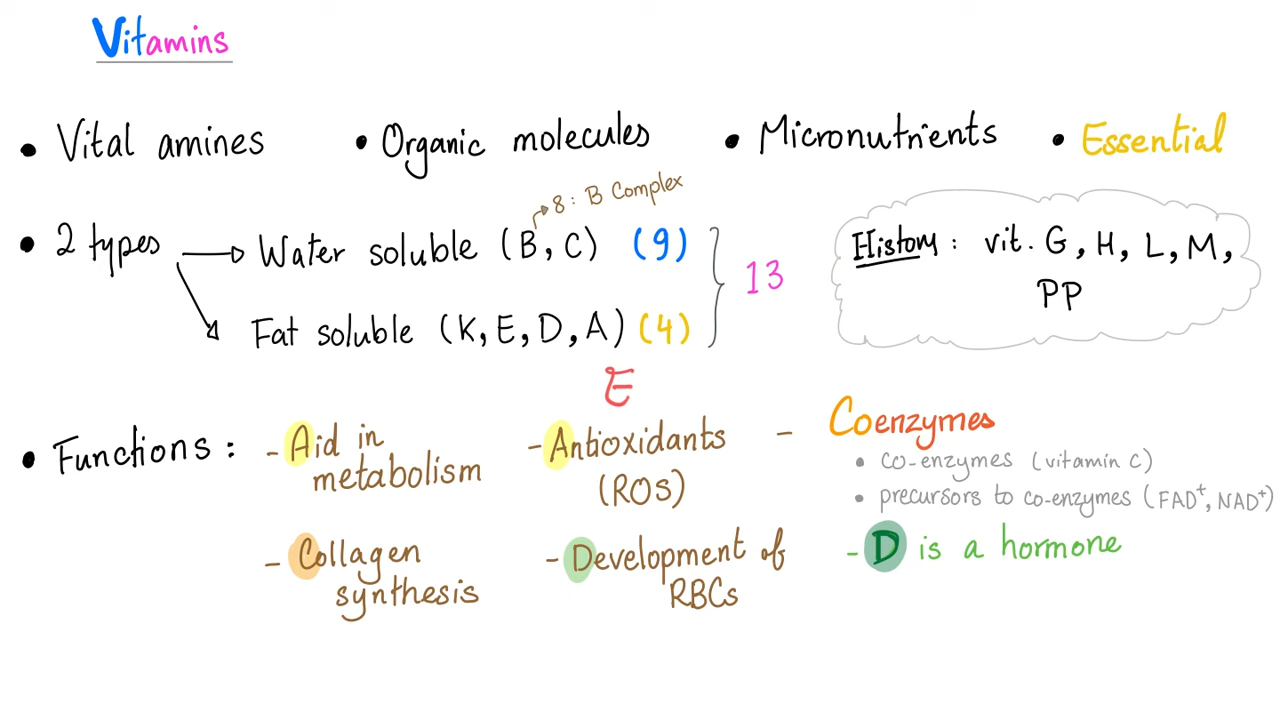 Vitamins
• Vital amines • Organic molecules • Micronutrients • Essential
8: B Complex
• 2 types → Water soluble (B, C) (9)
Fat soluble (K, E, D, A) (4)
13
History: vit. G, H, L, M,
PP
E
• Functions: - Aid in
metabolism
- Antioxidants
(ROS)
- Coenzymes
• co-enzymes (vitamin C)
• precursors to co-enzymes (FAD⁺, NAD⁺)
- Collagen
synthesis
- Development of
RBCs
- D is a hormone